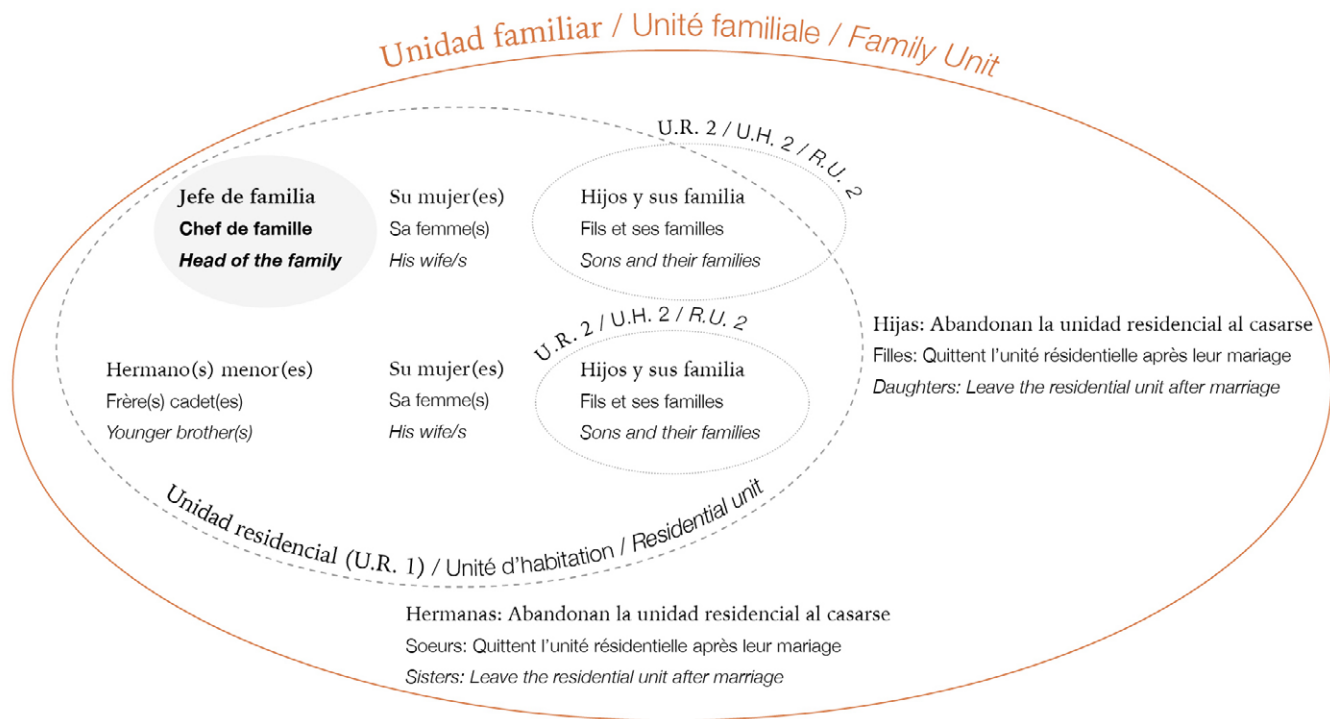 Unidad familiar / Unité familiale / Family Unit
U.R. 2 / U.H. 2 / R.U. 2
Jefe de familia
Chef de famille
Head of the family
Su mujer(es)
Sa femme(s)
His wife/s
Hijos y sus familia
Fils et ses familles
Sons and their families
U.R. 2 / U.H. 2 / R.U. 2
Hermano(s) menor(es)
Frère(s) cadet(es)
Younger brother(s)
Su mujer(es)
Sa femme(s)
His wife/s
Hijos y sus familia
Fils et ses familles
Sons and their families
Hijas: Abandonan la unidad residencial al casarse
Filles: Quittent l'unité résidentielle après leur mariage
Daughters: Leave the residential unit after marriage
Unidad residencial (U.R. 1) / Unité d'habitation / Residential unit
Hermanas: Abandonan la unidad residencial al casarse
Soeurs: Quittent l'unité résidentielle après leur mariage
Sisters: Leave the residential unit after marriage